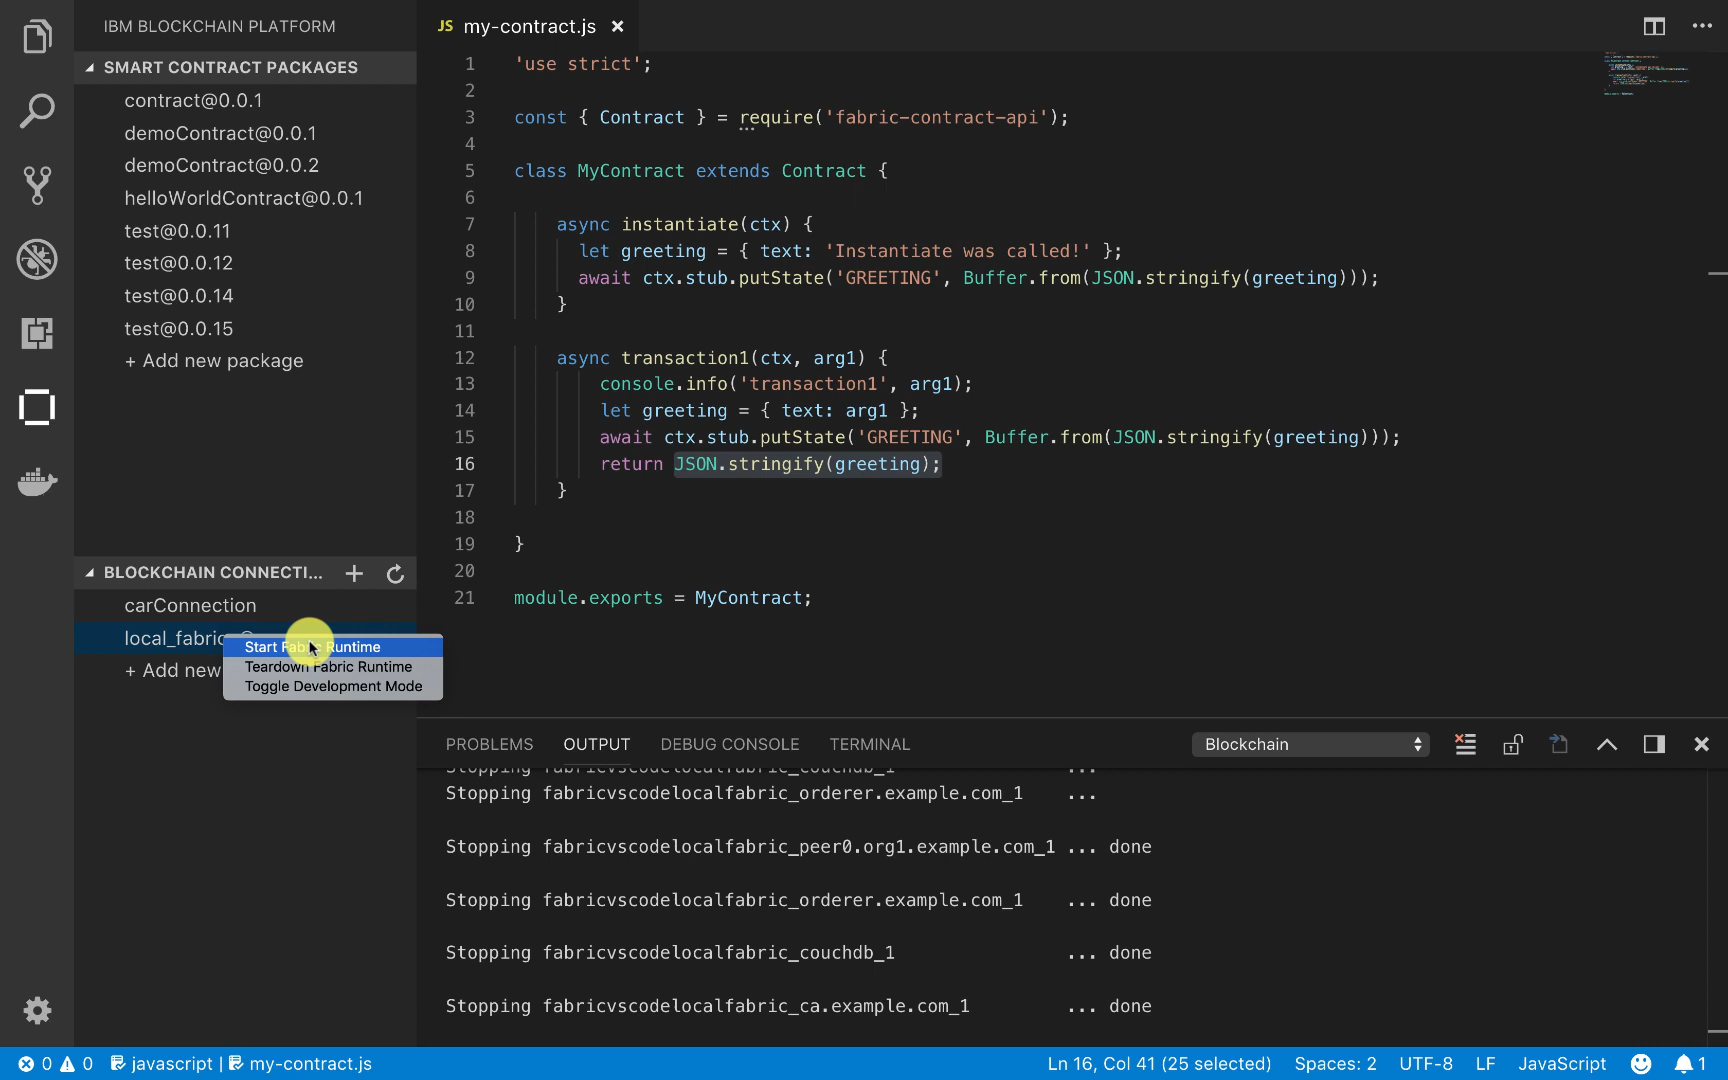 IBM BLOCKCHAIN PLATFORM
SMART CONTRACT PACKAGES
contract@0.0.1
demoContract@0.0.1
demoContract@0.0.2
helloWorldContract@0.0.1
test@0.0.11
test@0.0.12
test@0.0.14
test@0.0.15
+ Add new package
BLOCKCHAIN CONNECTI...
carConnection
local_fabric
+ Add new
Start Fabric Runtime
Teardown Fabric Runtime
Toggle Development Mode
JS my-contract.js
1 'use strict';
2
3 const { Contract } = require('fabric-contract-api');
4
5 class MyContract extends Contract {
6
7 async instantiate(ctx) {
8 let greeting = { text: 'Instantiate was called!' };
9 await ctx.stub.putState('GREETING', Buffer.from(JSON.stringify(greeting)));
10 }
11
12 async transaction1(ctx, arg1) {
13 console.info('transaction1', arg1);
14 let greeting = { text: arg1 };
15 await ctx.stub.putState('GREETING', Buffer.from(JSON.stringify(greeting)));
16 return JSON.stringify(greeting);
17 }
18
19 }
20
21 module.exports = MyContract;
PROBLEMS OUTPUT DEBUG CONSOLE TERMINAL Blockchain
Stopping fabricvscodelocalfabric_couchdb_1 ...
Stopping fabricvscodelocalfabric_orderer.example.com_1 ...
Stopping fabricvscodelocalfabric_peer0.org1.example.com_1 ... done
Stopping fabricvscodelocalfabric_orderer.example.com_1 ... done
Stopping fabricvscodelocalfabric_couchdb_1 ... done
Stopping fabricvscodelocalfabric_ca.example.com_1 ... done
0 0 javascript | my-contract.js Ln 16, Col 41 (25 selected) Spaces: 2 UTF-8 LF JavaScript 1